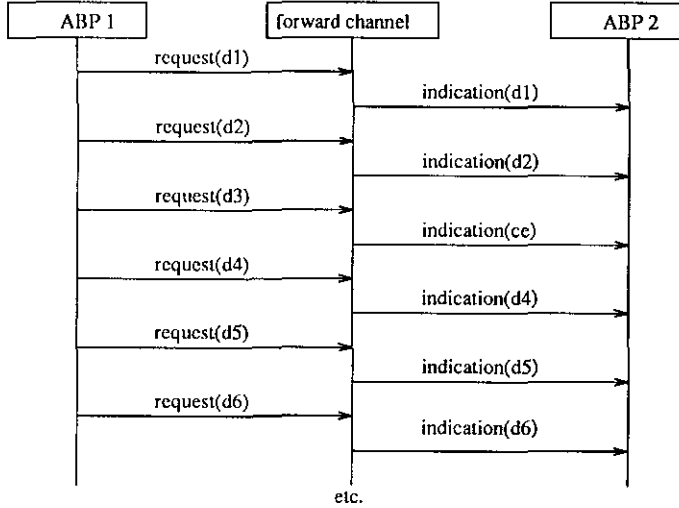 ABP 1
forward channel
ABP 2
request(d1)
indication(d1)
request(d2)
indication(d2)
request(d3)
indication(ce)
request(d4)
indication(d4)
request(d5)
indication(d5)
request(d6)
indication(d6)
etc.